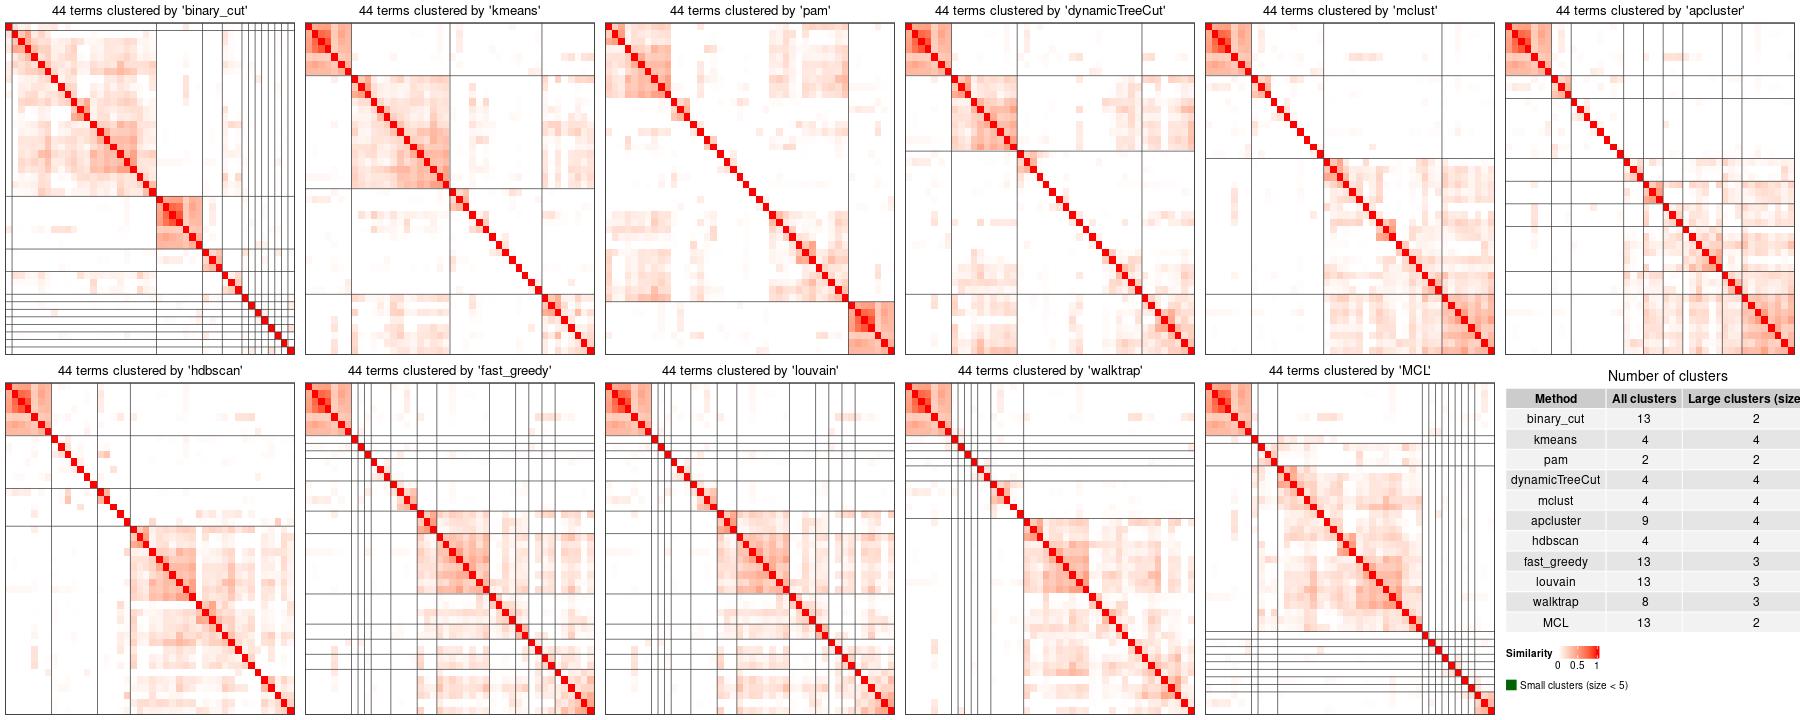 44 terms clustered by 'binary_cut'
44 terms clustered by 'kmeans'
44 terms clustered by 'pam'
44 terms clustered by 'dynamicTreeCut'
44 terms clustered by 'mclust'
44 terms clustered by 'apcluster'
44 terms clustered by 'hdbscan'
44 terms clustered by 'fast_greedy'
44 terms clustered by 'louvain'
44 terms clustered by 'walktrap'
44 terms clustered by 'MCL'
Number of clusters
Method All clusters Large clusters (size
binary_cut 13 2
kmeans 4 4
pam 2 2
dynamicTreeCut 4 4
mclust 4 4
apcluster 9 4
hdbscan 4 4
fast_greedy 13 3
louvain 13 3
walktrap 8 3
MCL 13 2
Similarity
0 0.5 1
Small clusters (size < 5)